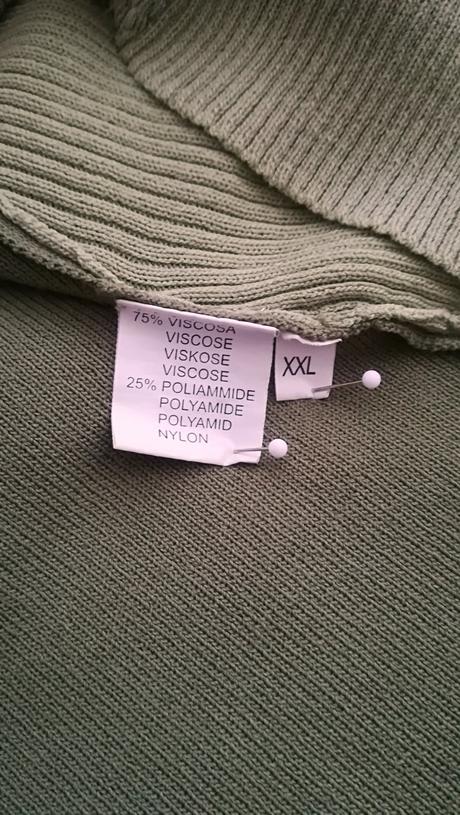 75% VISCOSA
VISCOSE
VISKOSE
VISCOSE
25% POLIAMMIDE
POLYAMIDE
POLYAMID
NYLON
XXL